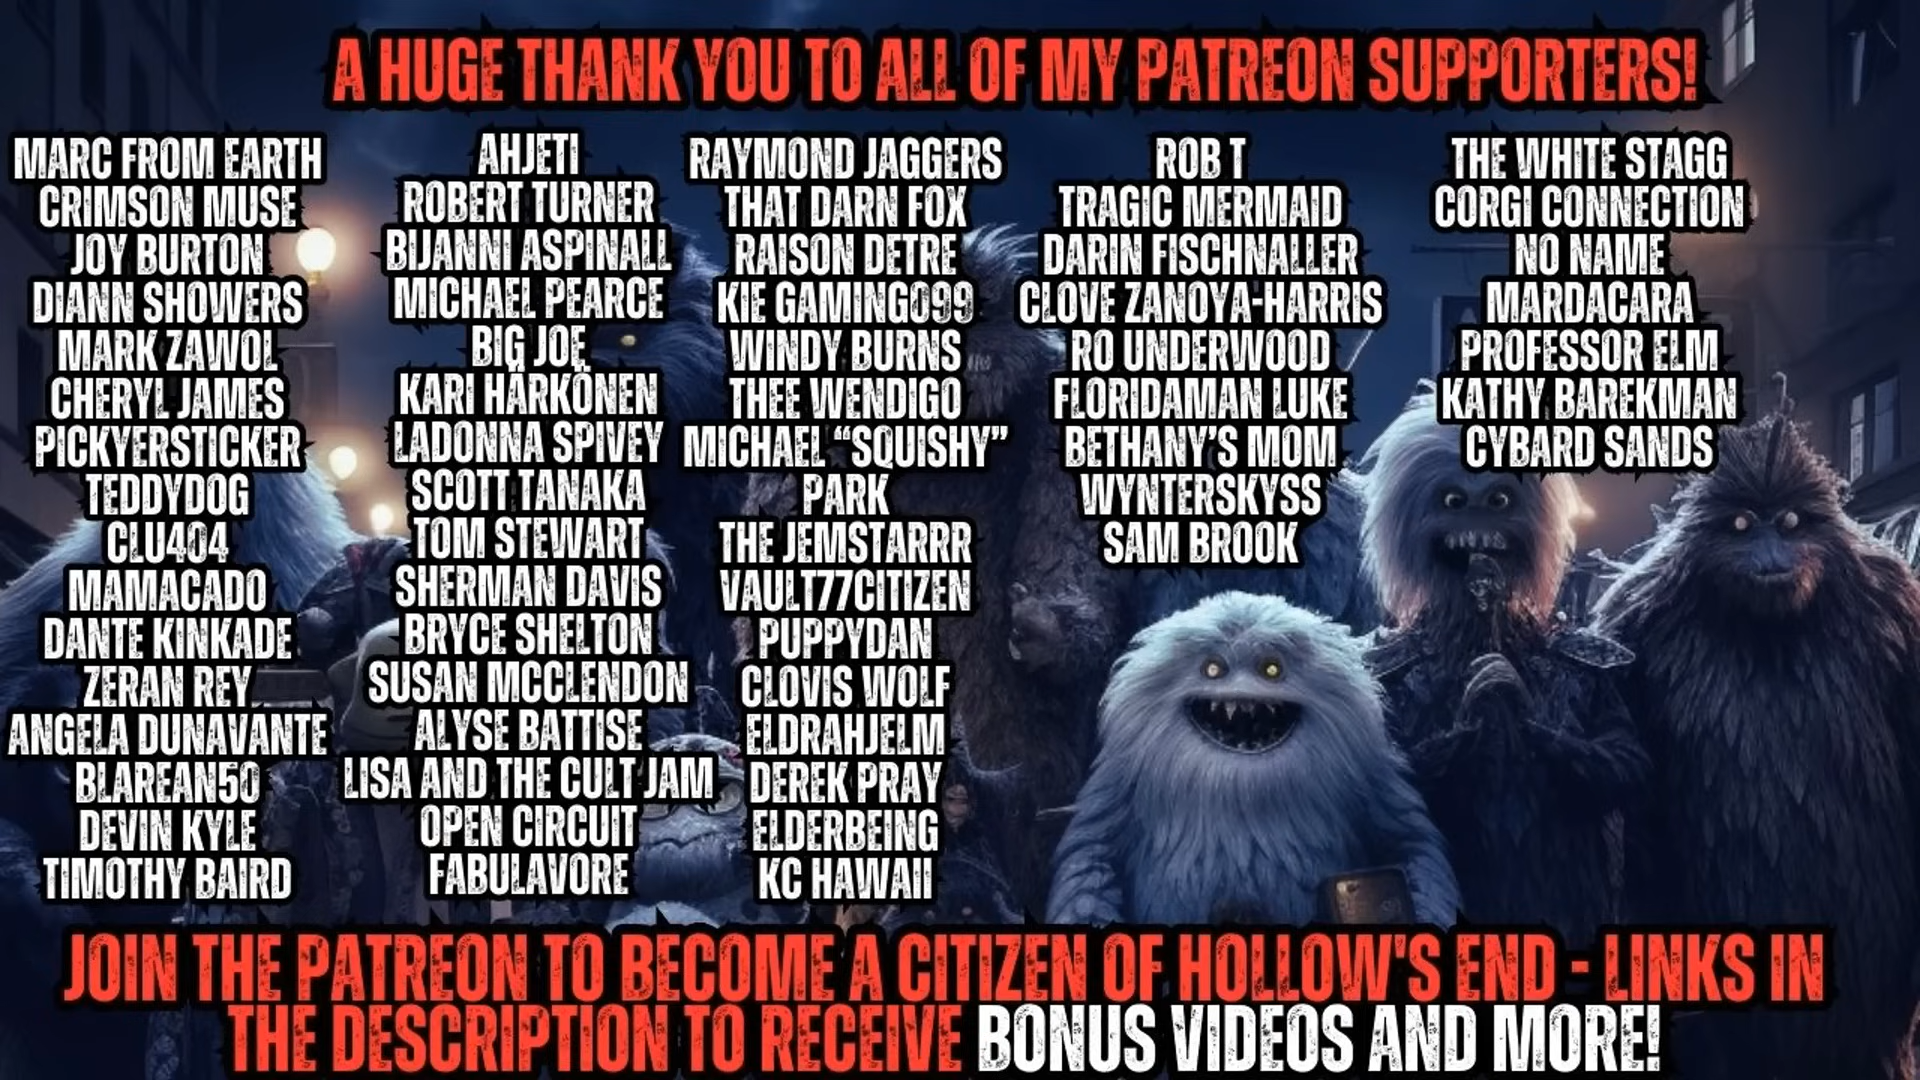 A HUGE THANK YOU TO ALL OF MY PATREON SUPPORTERS!
MARC FROM EARTH
CRIMSON MUSE
JOY BURTON
DIANN SHOWERS
MARK ZAWOL
CHERYL JAMES
PICKYERSTICKER
TEDDYDOG
CLU404
MAMACADO
DANTE KINKADE
ZERAN REY
ANGELA DUNAVANTE
BLAREAN50
DEVIN KYLE
TIMOTHY BAIRD
AHJETI
ROBERT TURNER
BIJANNI ASPINALL
MICHAEL PEARCE
BIG JOE
KARI HÄRKÖNEN
LADONNA SPIVEY
SCOTT TANAKA
TOM STEWART
SHERMAN DAVIS
BRYCE SHELTON
SUSAN MCCLENDON
ALYSE BATTISE
LISA AND THE CULT JAM
OPEN CIRCUIT
FABULAVORE
RAYMOND JAGGERS
THAT DARN FOX
RAISON DETRE
KIE GAMING099
WINDY BURNS
THEE WENDIGO
MICHAEL “SQUISHY”
PARK
THE JEMSTARRR
VAULT77CITIZEN
PUPPYDAN
CLOVIS WOLF
ELDRAHJELM
DEREK PRAY
ELDERBEING
KC HAWAII
ROB T
TRAGIC MERMAID
DARIN FISCHNALLER
CLOVE ZANOYA-HARRIS
RO UNDERWOOD
FLORIDAMAN LUKE
BETHANY’S MOM
WYNTERSKYSS
SAM BROOK
THE WHITE STAGG
CORGI CONNECTION
NO NAME
MARDACARA
PROFESSOR ELM
KATHY BAREKMAN
CYBARD SANDS
JOIN THE PATREON TO BECOME A CITIZEN OF HOLLOW'S END - LINKS IN
THE DESCRIPTION TO RECEIVE BONUS VIDEOS AND MORE!